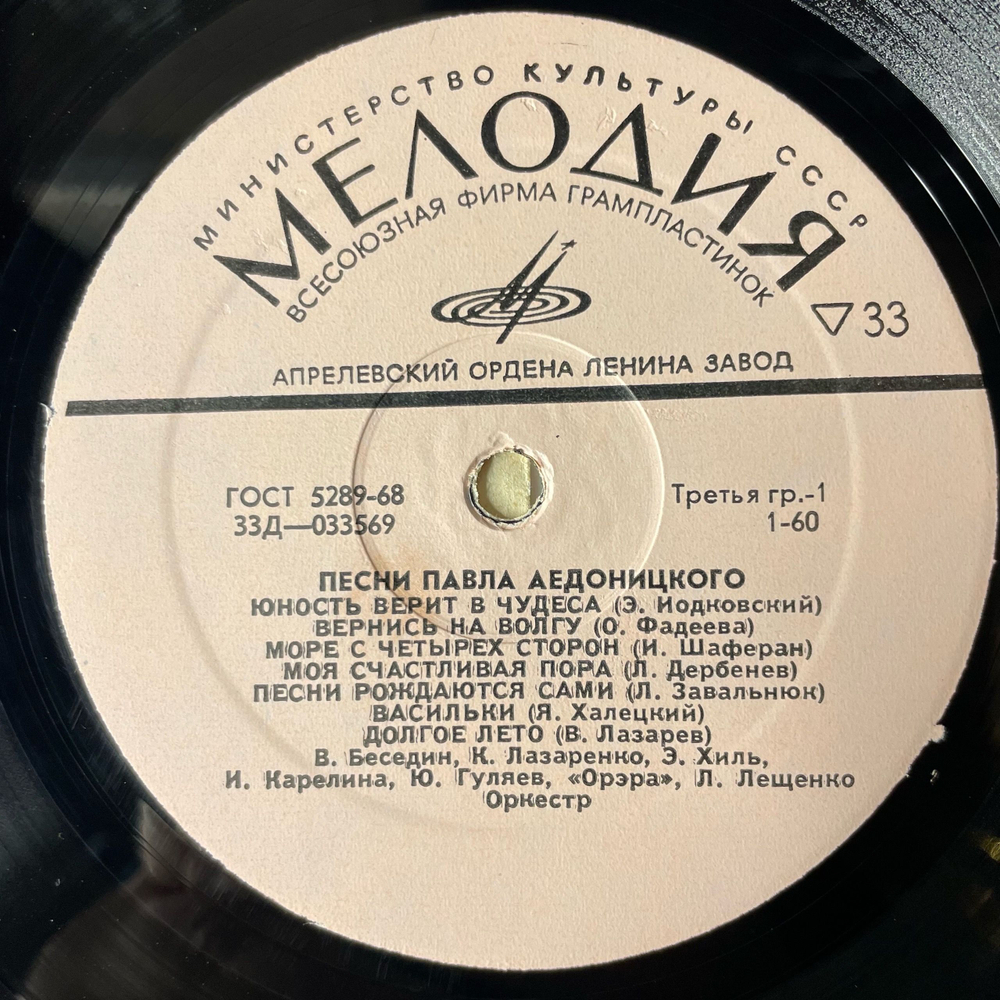 МИНИСТЕРСТВО КУЛЬТУРЫ СССР
МЕЛОДИЯ
ВСЕСОЮЗНАЯ ФИРМА ГРАМПЛАСТИНОК
33
АПРЕЛЕВСКИЙ ОРДЕНА ЛЕНИНА ЗАВОД
ГОСТ 5289-68
Третья гр.-1
33Д—033569
1-60
ПЕСНИ ПАВЛА АЕДОНИЦКОГО
ЮНОСТЬ ВЕРИТ В ЧУДЕСА (Э. Иодковский)
ВЕРНИСЬ НА ВОЛГУ (О. Фадеева)
МОРЕ С ЧЕТЫРЕХ СТОРОН (И. Шаферан)
МОЯ СЧАСТЛИВАЯ ПОРА (Л. Дербенев)
ПЕСНИ РОЖДАЮТСЯ САМИ (Л. Завальнюк)
ВАСИЛЬКИ (Я. Халецкий)
ДОЛГОЕ ЛЕТО (В. Лазарев)
В. Беседин, К. Лазаренко, Э. Хиль,
И. Карелина, Ю. Гуляев, «Орэра», Л. Лещенко
Оркестр